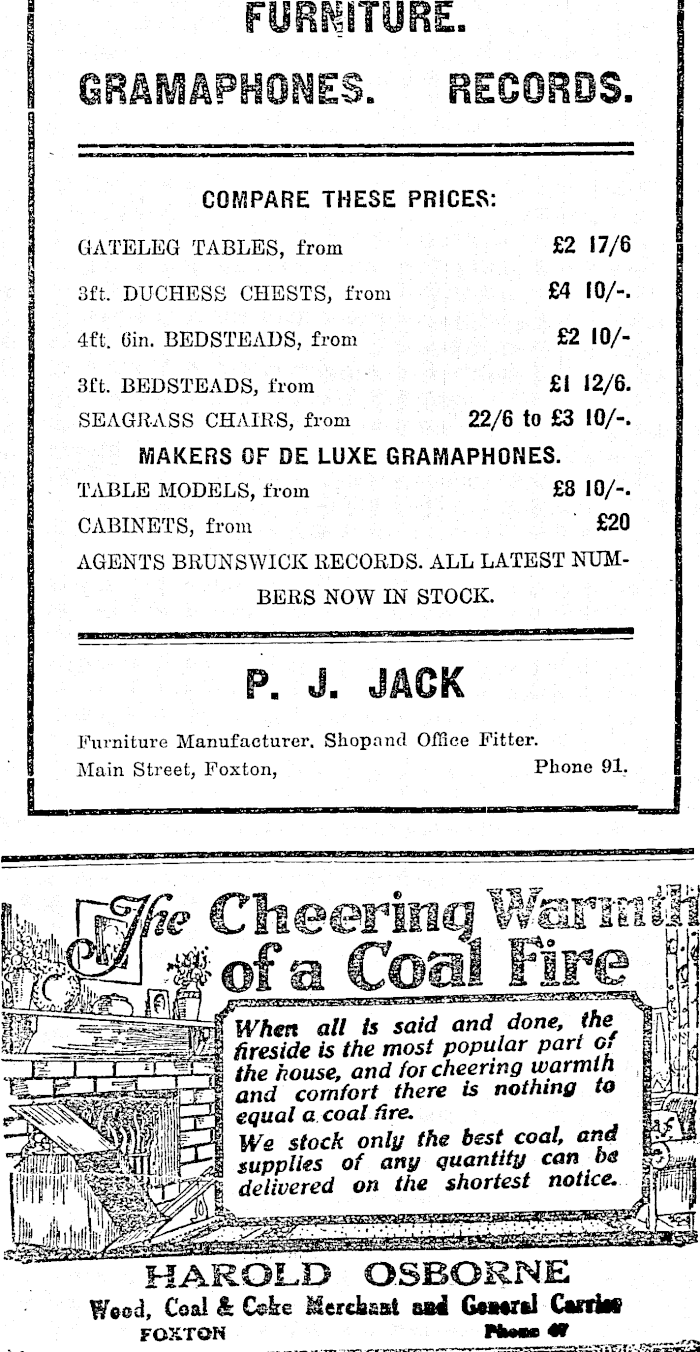 FURNITURE.
GRAMAPHONES. RECORDS.
COMPARE THESE PRICES:
GATELEG TABLES, from £2 17/6
3ft. DUCHESS CHESTS, from £4 10/-.
4ft. 6in. BEDSTEADS, from £2 10/-
3ft. BEDSTEADS, from £1 12/6.
SEAGRASS CHAIRS, from 22/6 to £3 10/-.
MAKERS OF DE LUXE GRAMAPHONES.
TABLE MODELS, from £8 10/-.
CABINETS, from £20
AGENTS BRUNSWICK RECORDS. ALL LATEST NUM-
BERS NOW IN STOCK.
P. J. JACK
Furniture Manufacturer. Shopand Office Fitter.
Main Street, Foxton, Phone 91.
The Cheering Warmth
of a Coal Fire
When all is said and done, the
fireside is the most popular part of
the house, and for cheering warmth
and comfort there is nothing to
equal a coal fire.
We stock only the best coal, and
supplies of any quantity can be
delivered on the shortest notice.
HAROLD OSBORNE
Wood, Coal & Coke Merchant and General Carrier
FOXTON Phone 47